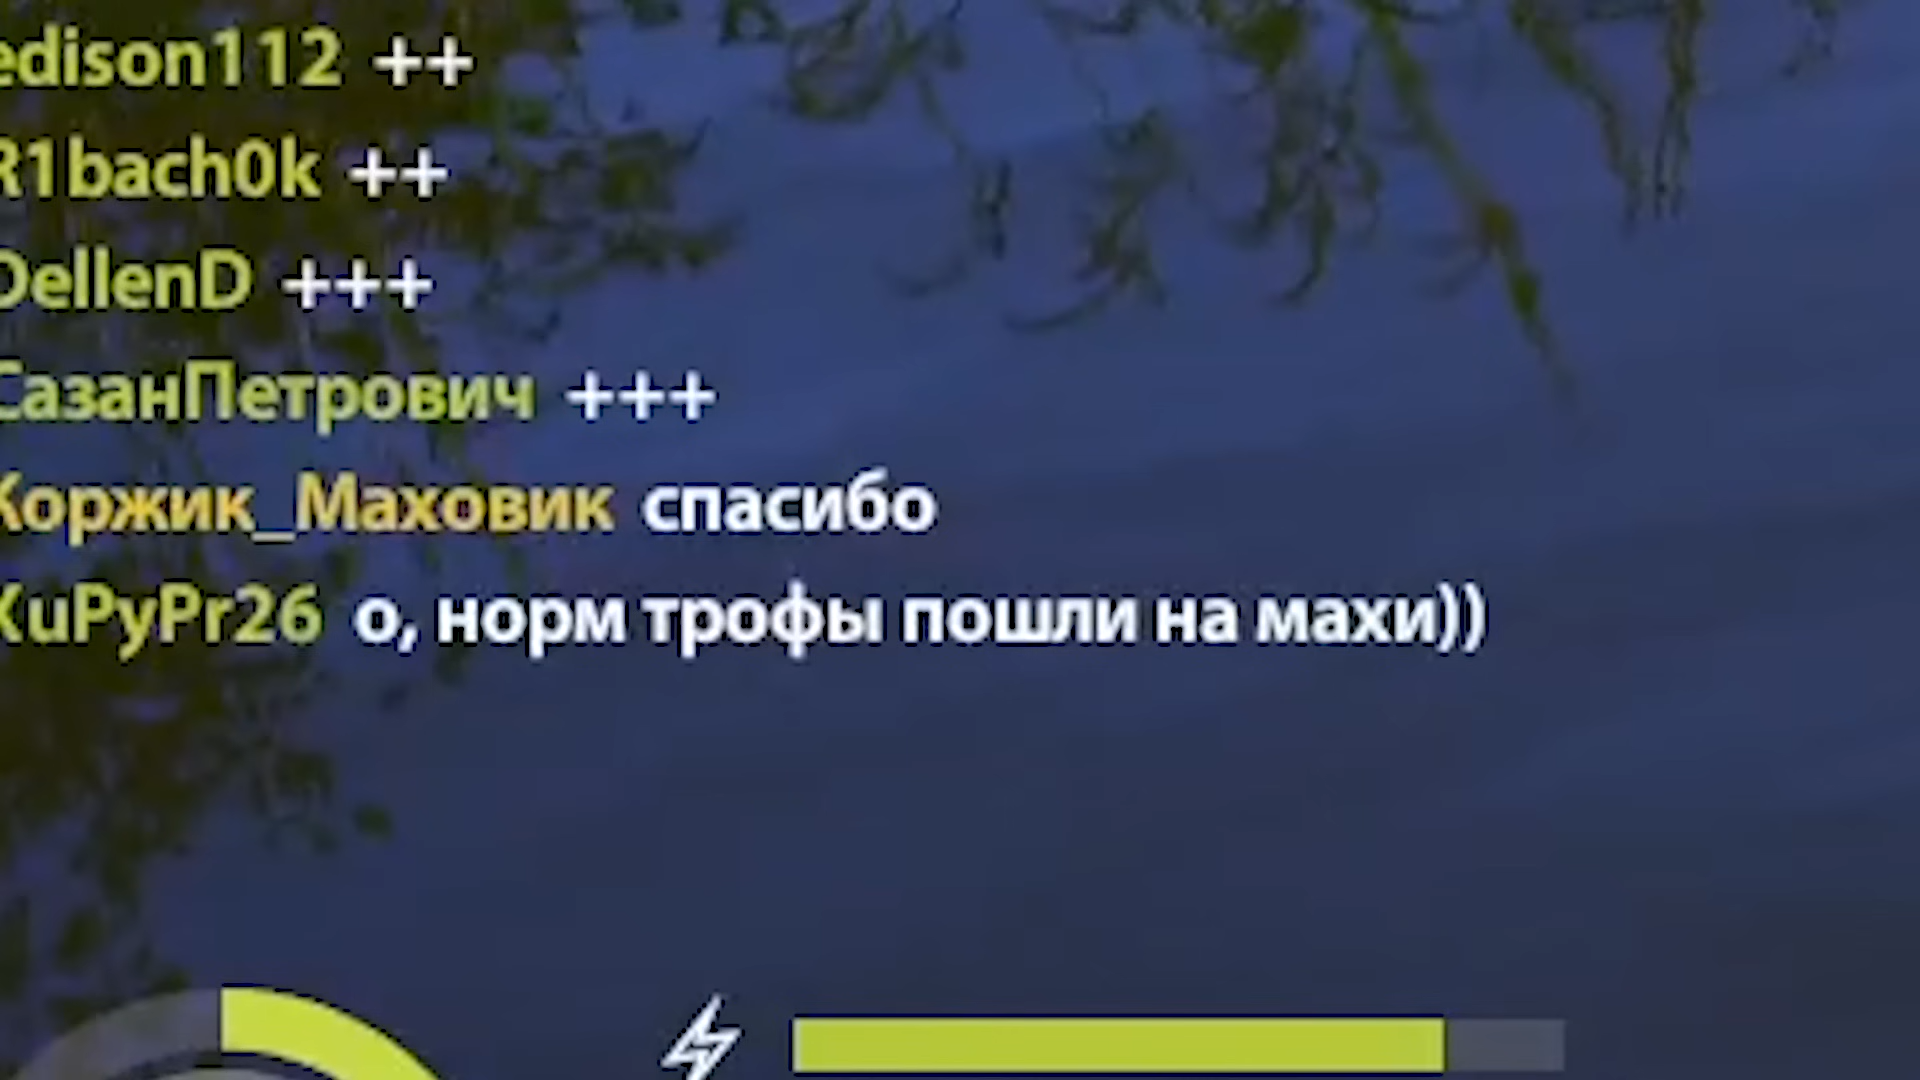 edison112 ++
R1bach0k ++
DellenD +++
СазанПетрович +++
Коржик_Маховик спасибо
XuPyPr26 о, норм трофы пошли на махи))